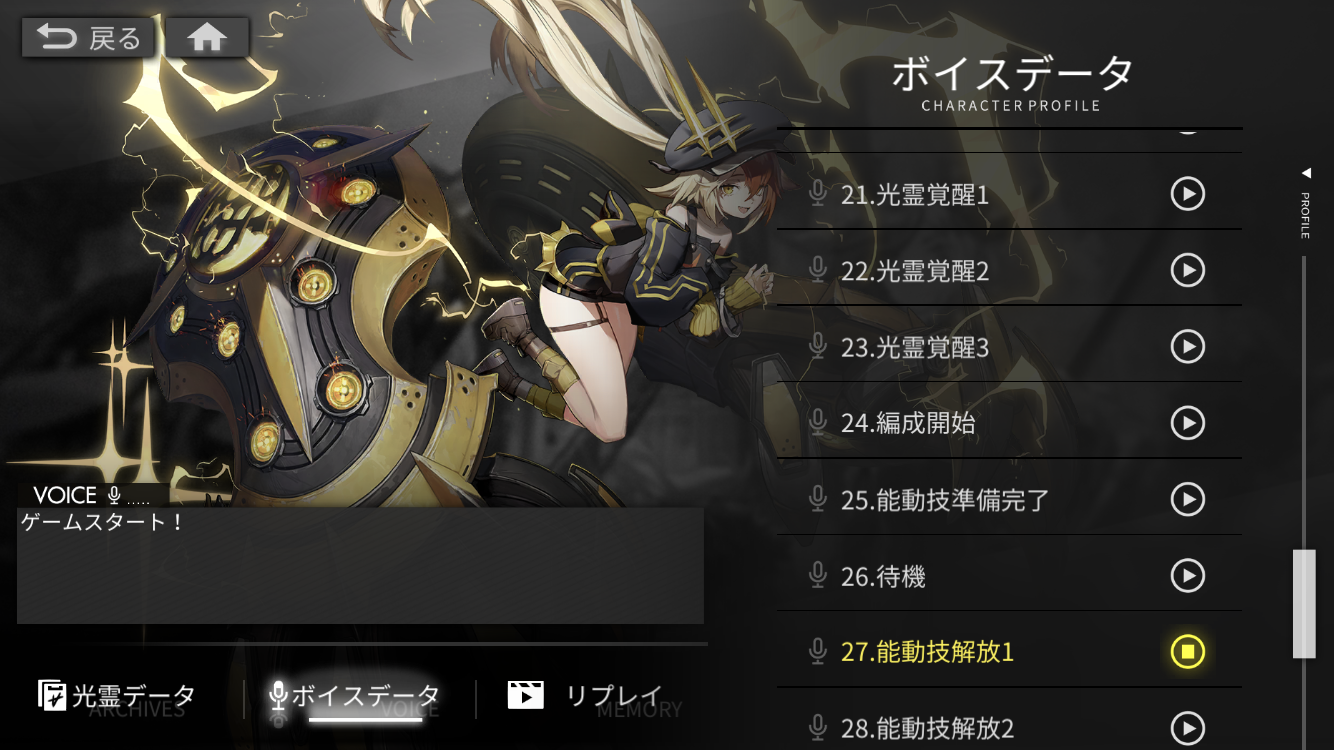 戻る
ボイスデータ
CHARACTER PROFILE
PROFILE
21.光霊覚醒1
22.光霊覚醒2
23.光霊覚醒3
24.編成開始
25.能動技準備完了
26.待機
27.能動技解放1
28.能動技解放2
VOICE .....
ゲームスタート！
光霊データ
ARCHIVES
ボイスデータ
VOICE
リプレイ
MEMORY